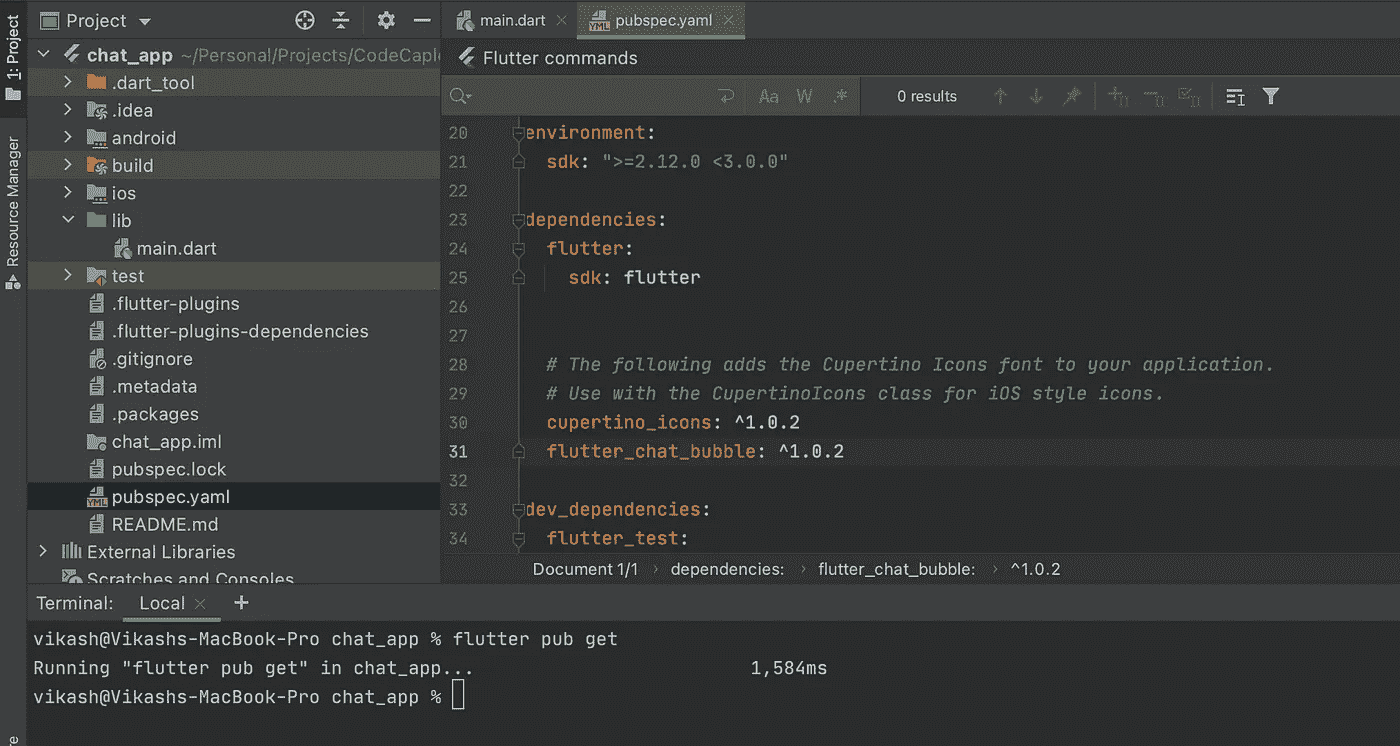 1: Project
Resource Manager
Project
chat_app ~/Personal/Projects/CodeCaple
.dart_tool
.idea
android
build
ios
lib
main.dart
test
.flutter-plugins
.flutter-plugins-dependencies
.gitignore
.metadata
.packages
chat_app.iml
pubspec.lock
pubspec.yaml
README.md
External Libraries
Scratches and Consoles
main.dart
pubspec.yaml
Flutter commands
Aa W .* 0 results
20 environment:
21 sdk: ">=2.12.0 <3.0.0"
22
23 dependencies:
24 flutter:
25 sdk: flutter
26
27
28 # The following adds the Cupertino Icons font to your application.
29 # Use with the CupertinoIcons class for iOS style icons.
30 cupertino_icons: ^1.0.2
31 flutter_chat_bubble: ^1.0.2
32
33 dev_dependencies:
34 flutter_test:
Document 1/1 › dependencies: › flutter_chat_bubble: › ^1.0.2
Terminal: Local
vikash@Vikashs-MacBook-Pro chat_app % flutter pub get
Running "flutter pub get" in chat_app... 1,584ms
vikash@Vikashs-MacBook-Pro chat_app %